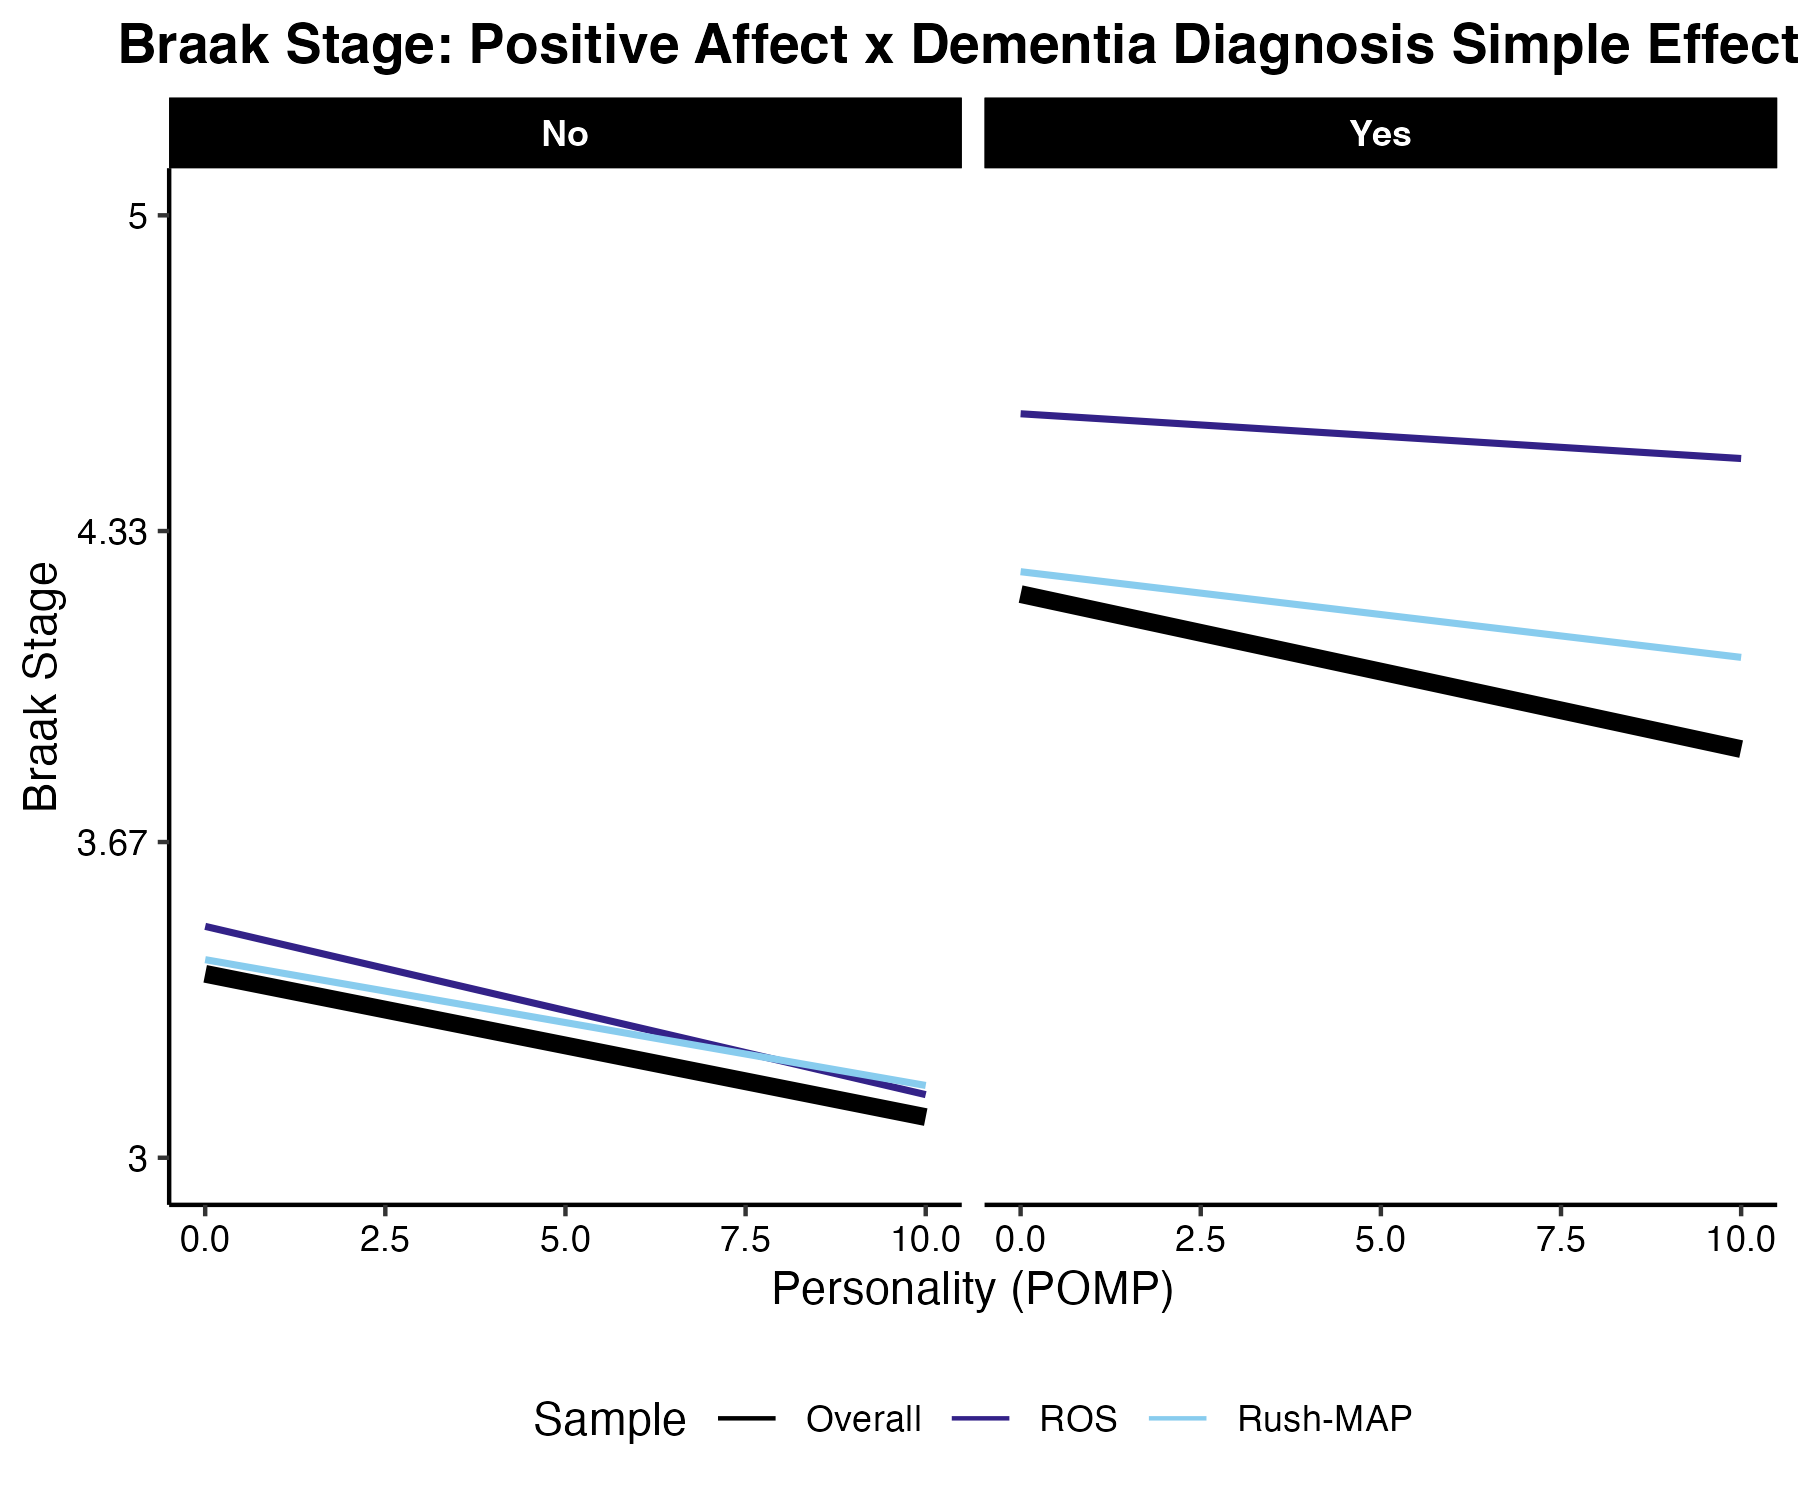 Braak Stage: Positive Affect x Dementia Diagnosis Simple Effect
No
Yes
5
4.33
3.67
3
Braak Stage
0.0 2.5 5.0 7.5 10.0 0.0 2.5 5.0 7.5 10.0
Personality (POMP)
Sample Overall ROS Rush-MAP